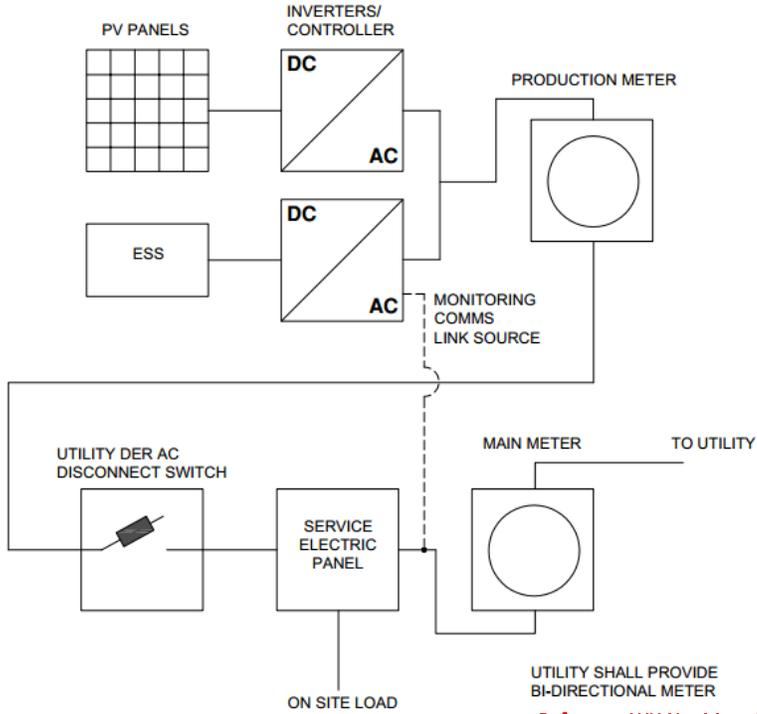 PV PANELS
INVERTERS/
CONTROLLER
DC
AC
PRODUCTION METER
ESS
DC
AC
MONITORING
COMMS
LINK SOURCE
UTILITY DER AC
DISCONNECT SWITCH
MAIN METER
TO UTILITY
SERVICE
ELECTRIC
PANEL
ON SITE LOAD
UTILITY SHALL PROVIDE
BI-DIRECTIONAL METER